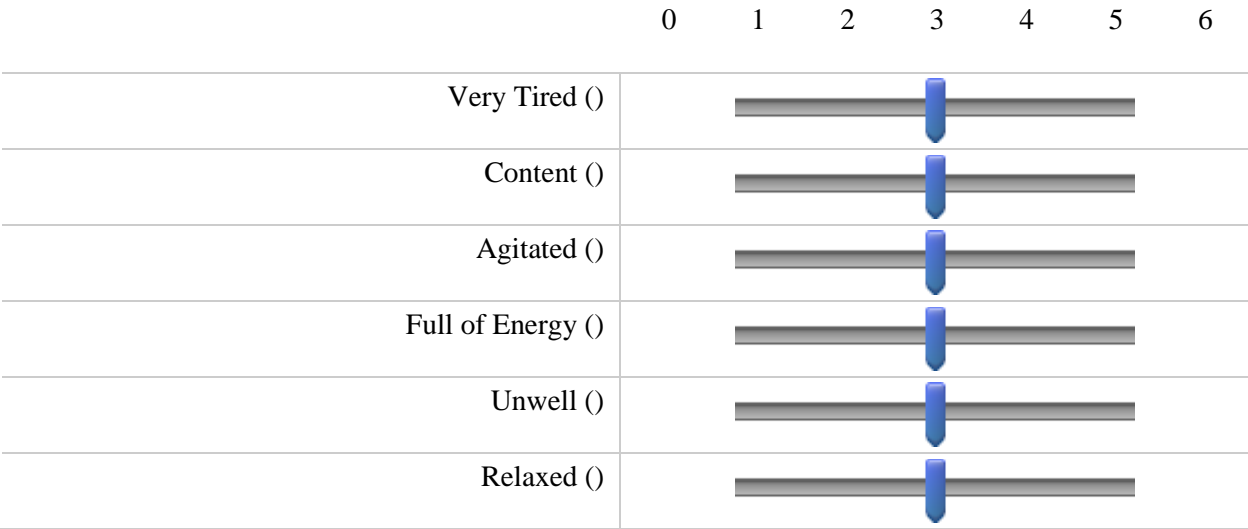 0 1 2 3 4 5 6
Very Tired ()
Content ()
Agitated ()
Full of Energy ()
Unwell ()
Relaxed ()